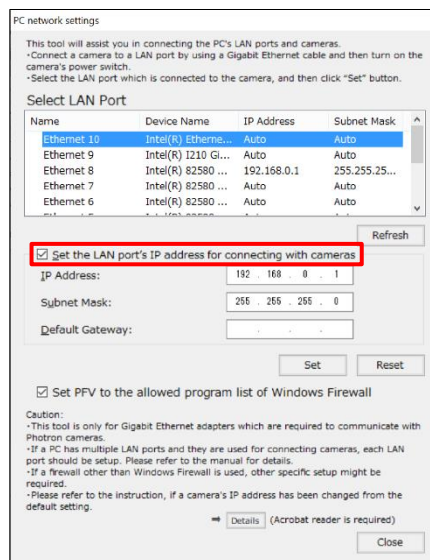 PC network settings
This tool will assist you in connecting the PC's LAN ports and cameras.
・Connect a camera to a LAN port by using a Gigabit Ethernet cable and then turn on the
camera's power switch.
・Select the LAN port which is connected to the camera, and then click "Set" button.
Select LAN Port
Name Device Name IP Address Subnet Mask
Ethernet 10 Intel(R) Etherne... Auto Auto
Ethernet 9 Intel(R) I210 Gi... Auto Auto
Ethernet 8 Intel(R) 82580 ... 192.168.0.1 255.255.25...
Ethernet 7 Intel(R) 82580 ... Auto Auto
Ethernet 6 Intel(R) 82580 ... Auto Auto
Refresh
Set the LAN port's IP address for connecting with cameras
IP Address: 192 . 168 . 0 . 1
Subnet Mask: 255 . 255 . 255 . 0
Default Gateway: . . .
Set Reset
Set PFV to the allowed program list of Windows Firewall
Caution:
・This tool is only for Gigabit Ethernet adapters which are required to communicate with
Photron cameras.
・If a PC has multiple LAN ports and they are used for connecting cameras, each LAN
port should be setup. Please refer to the manual for details.
・If a firewall other than Windows Firewall is used, other specific setup might be
required.
・Please refer to the instruction, if a camera's IP address has been changed from the
default setting.
➡ Details (Acrobat reader is required)
Close